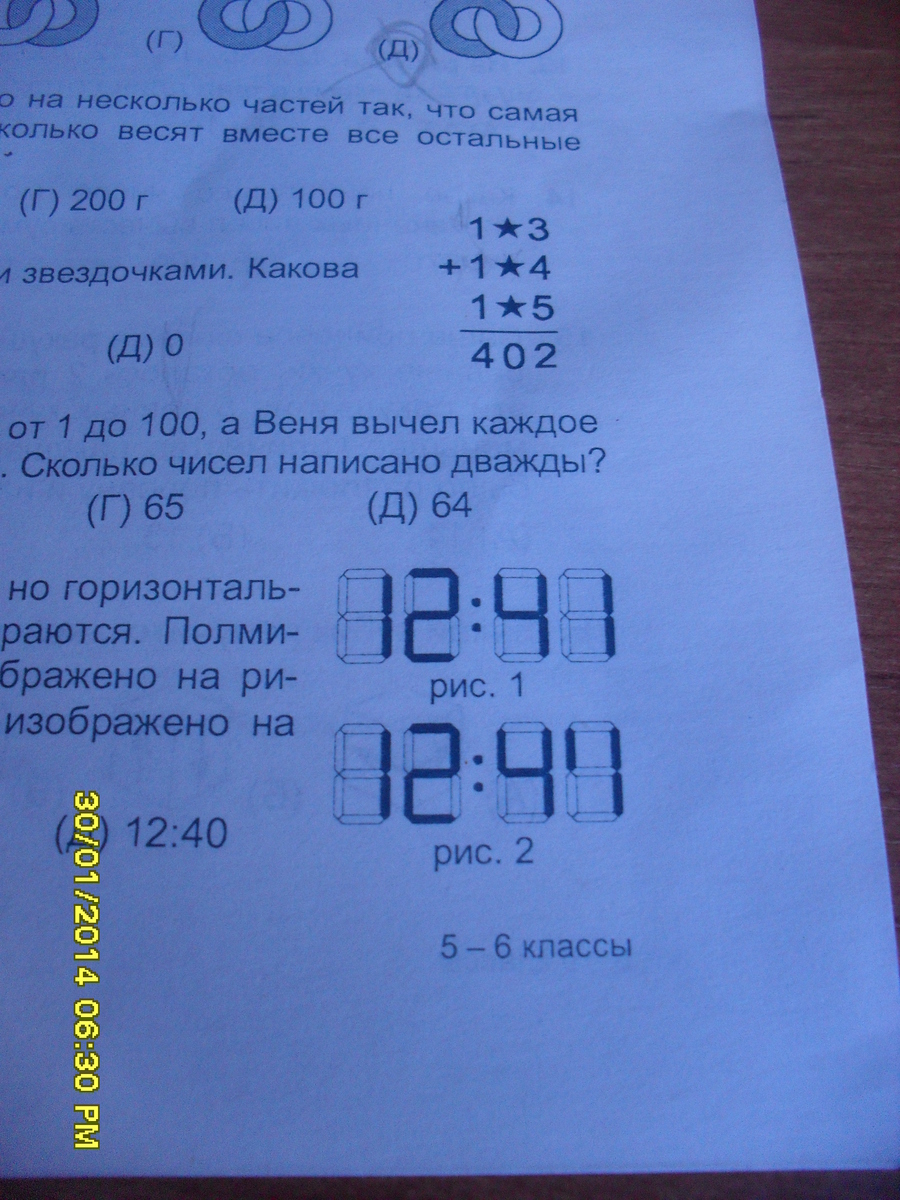 (Г) (Д)
на несколько частей так, что самая
весят вместе все остальные
(Г) 200 г (Д) 100 г
1★3
звездочками. Какова +1★4
1★5
(Д) 0 402
от 1 до 100, а Веня вычел каждое
. Сколько чисел написано дважды?
(Г) 65 (Д) 64
но горизонталь-
12:41
Полми-
на ри-
рис. 1
изображено на
12:41
(Д) 12:40
рис. 2
5 – 6 классы
30/01/2014 06:30 PM